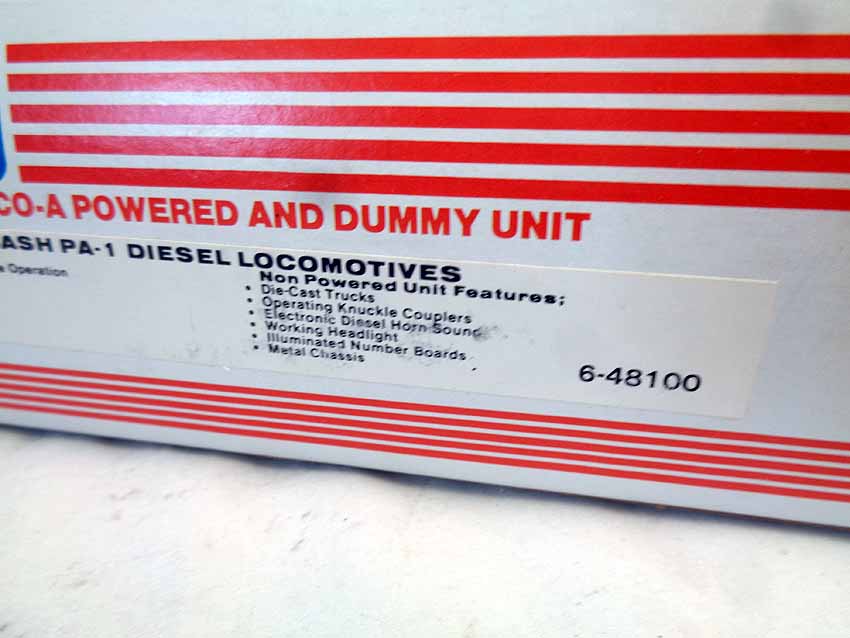 CO-A POWERED AND DUMMY UNIT
ASH PA-1 DIESEL LOCOMOTIVES
Operation
Non Powered Unit Features;
• Die-Cast Trucks
• Operating Knuckle Couplers
• Electronic Diesel Horn Sound
• Working Headlight
• Illuminated Number Boards
• Metal Chassis
6-48100